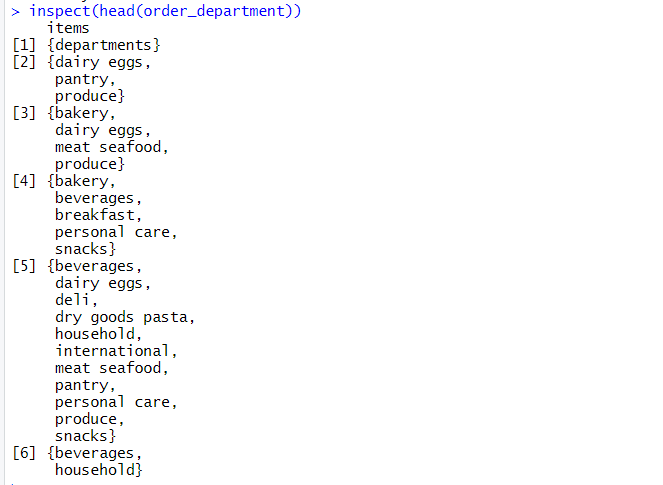 > inspect(head(order_department))
    items
[1] {departments}
[2] {dairy eggs,
     pantry,
     produce}
[3] {bakery,
     dairy eggs,
     meat seafood,
     produce}
[4] {bakery,
     beverages,
     breakfast,
     personal care,
     snacks}
[5] {beverages,
     dairy eggs,
     deli,
     dry goods pasta,
     household,
     international,
     meat seafood,
     pantry,
     personal care,
     produce,
     snacks}
[6] {beverages,
     household}